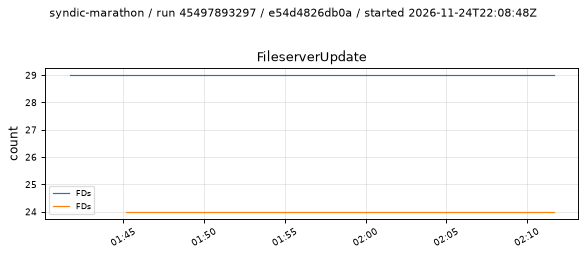 syndic-marathon / run 45497893297 / e54d4826db0a / started 2026-11-24T22:08:48Z
FileserverUpdate
count
29
28
27
26
25
24
FDs
FDs
01:45 01:50 01:55 02:00 02:05 02:10